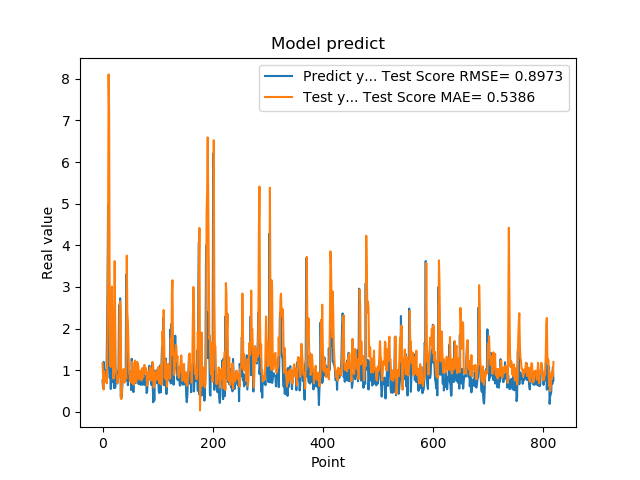 Model predict
Predict y... Test Score RMSE= 0.8973
Test y... Test Score MAE= 0.5386
Real value
8
7
6
5
4
3
2
1
0
0 200 400 600 800
Point